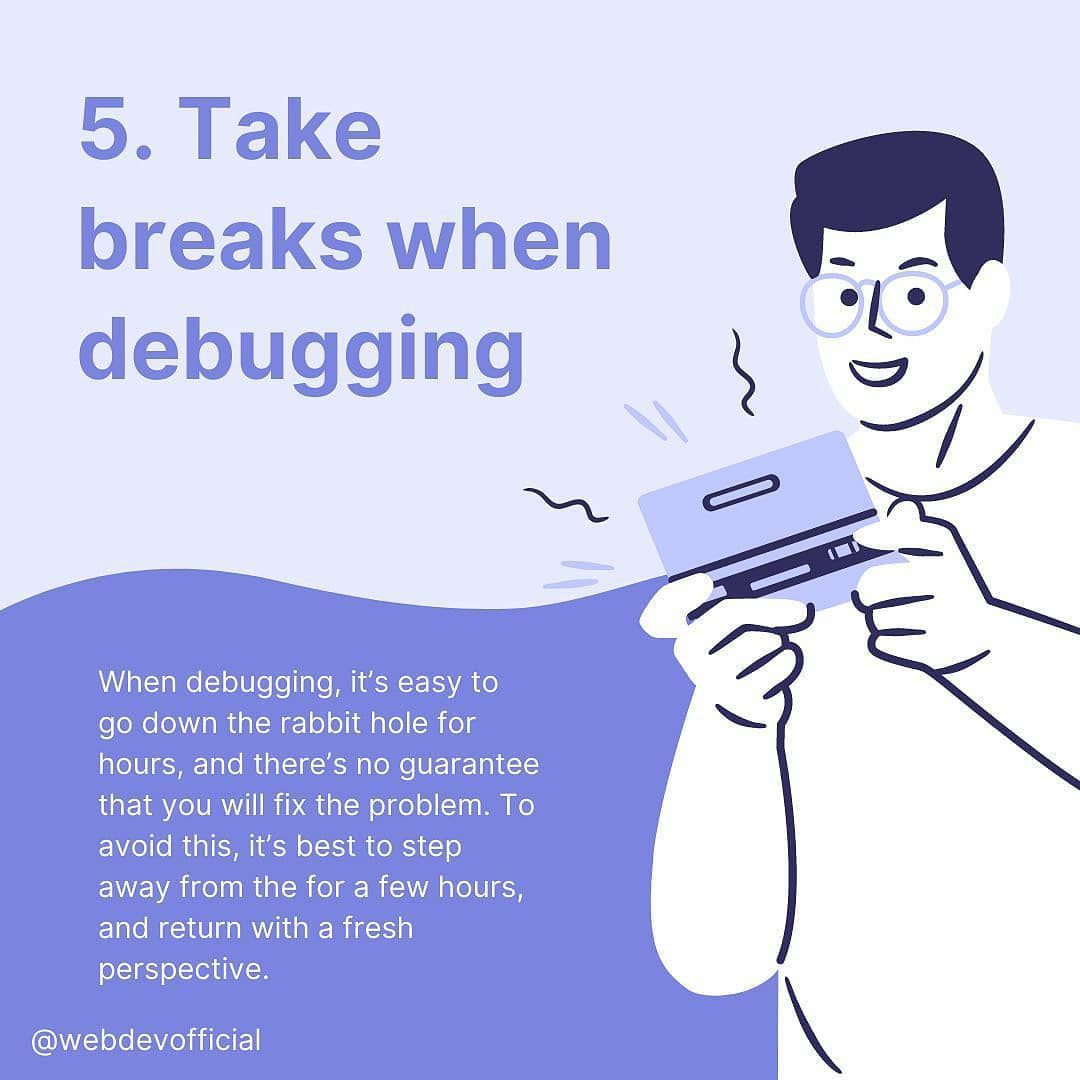 5. Take
breaks when
debugging
When debugging, it’s easy to
go down the rabbit hole for
hours, and there’s no guarantee
that you will fix the problem. To
avoid this, it’s best to step
away from the for a few hours,
and return with a fresh
perspective.
@webdevofficial